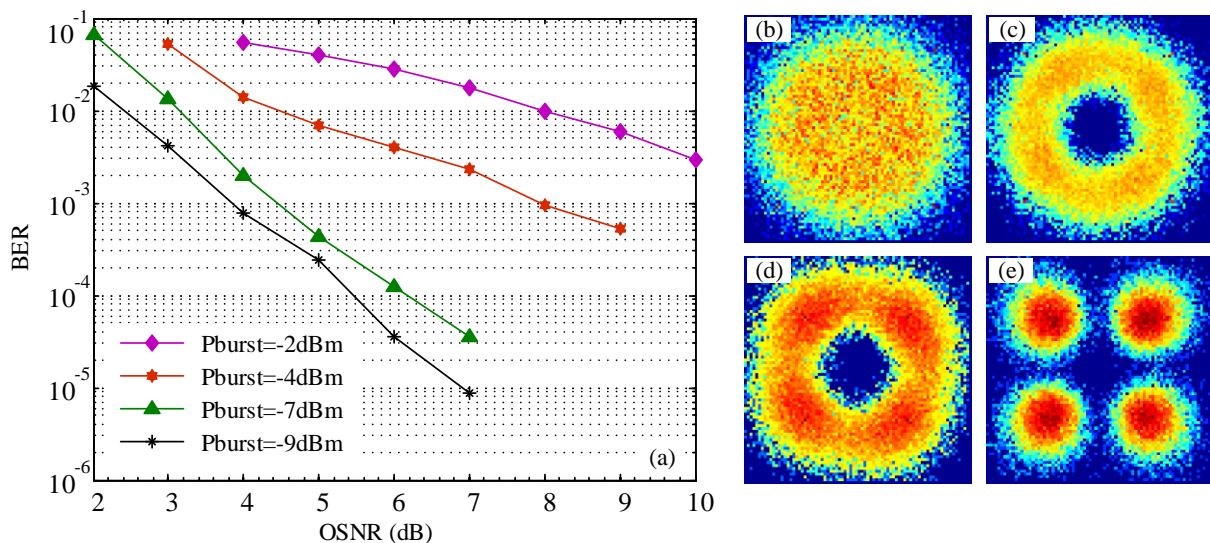 10-1
10-2
10-3
10-4
10-5
10-6
BER
2 3 4 5 6 7 8 9 10
OSNR (dB)
Pburst=-2dBm
Pburst=-4dBm
Pburst=-7dBm
Pburst=-9dBm
(a)
(b)
(c)
(d)
(e)